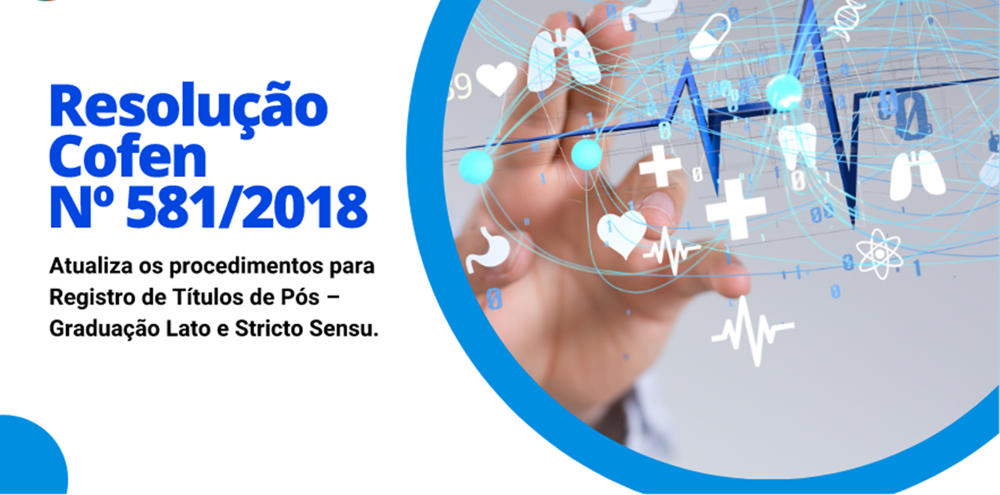 Resolução
Cofen
Nº 581/2018
Atualiza os procedimentos para
Registro de Títulos de Pós –
Graduação Lato e Stricto Sensu.